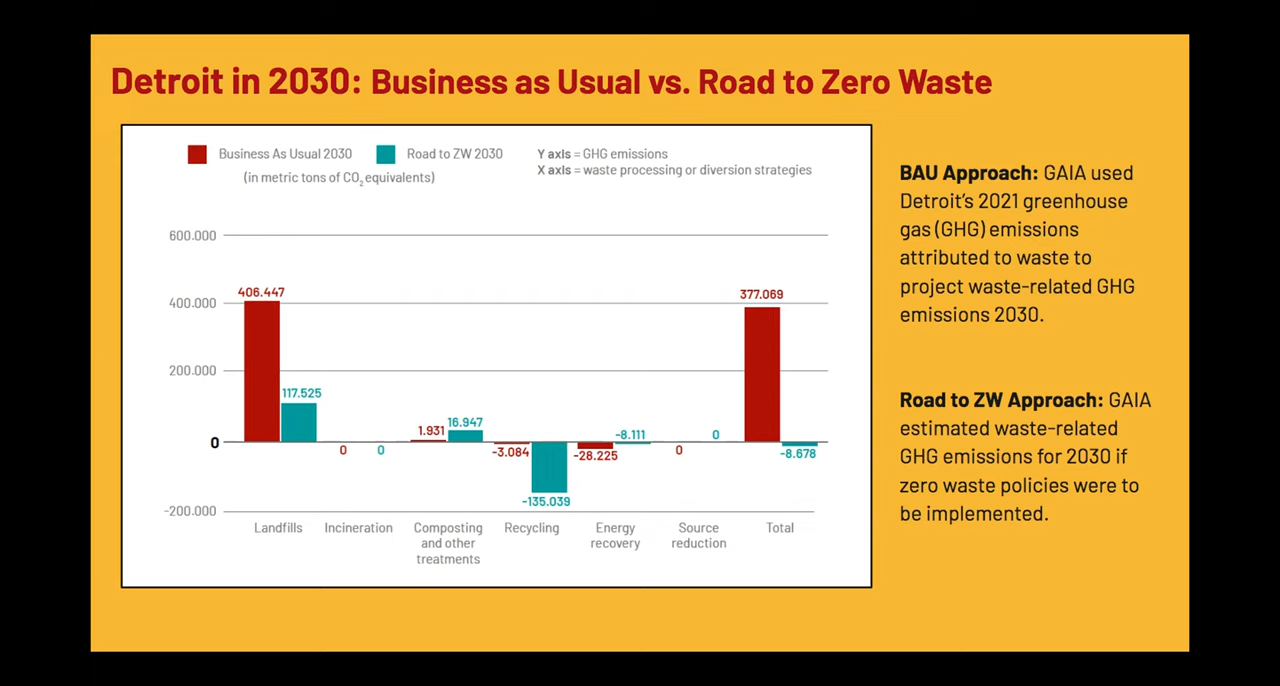 Detroit in 2030: Business as Usual vs. Road to Zero Waste
Business As Usual 2030
Road to ZW 2030
(in metric tons of CO2 equivalents)
Y axis = GHG emissions
X axis = waste processing or diversion strategies
600.000
400.000
200.000
0
-200.000
406.447
117.525
0
0
1.931
16.947
-3.084
-135.039
-28.225
-8.111
0
0
377.069
-8.678
Landfills
Incineration
Composting
and other
treatments
Recycling
Energy
recovery
Source
reduction
Total
BAU Approach: GAIA used
Detroit's 2021 greenhouse
gas (GHG) emissions
attributed to waste to
project waste-related GHG
emissions 2030.
Road to ZW Approach: GAIA
estimated waste-related
GHG emissions for 2030 if
zero waste policies were to
be implemented.